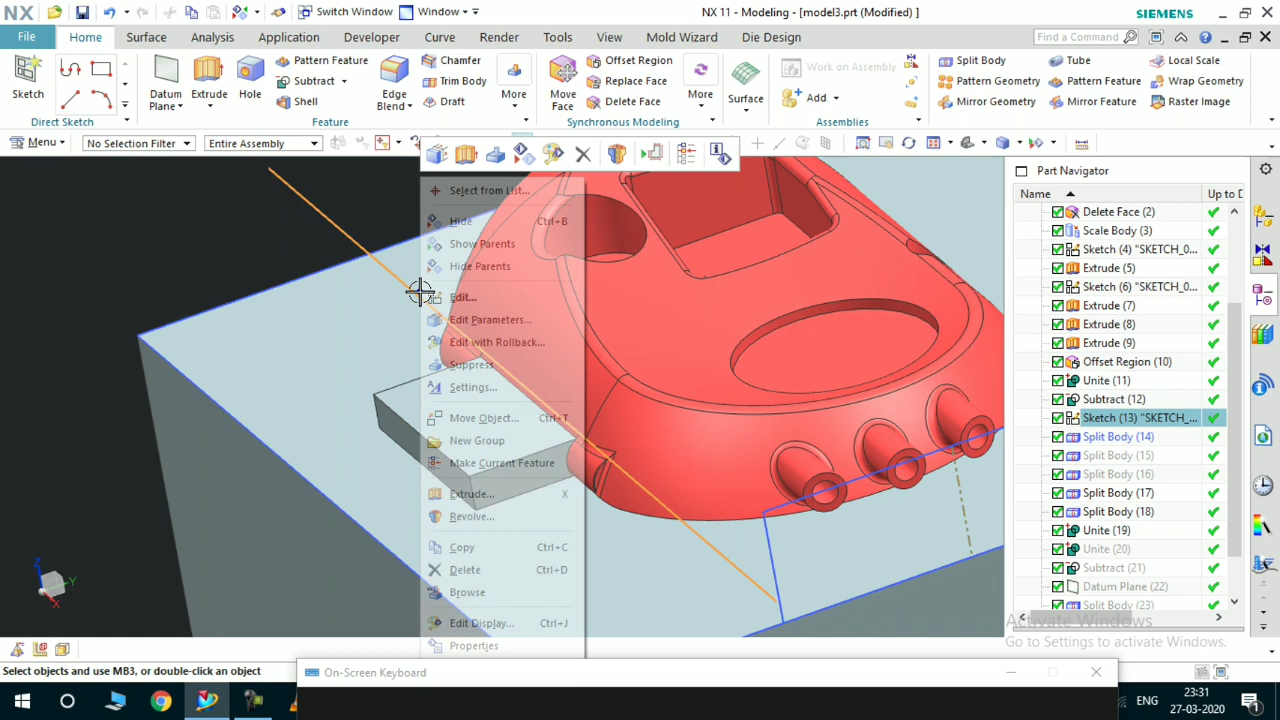 NX
Switch Window
Window
NX 11 - Modeling - [model3.prt (Modified) ]
SIEMENS
File
Home
Surface
Analysis
Application
Developer
Curve
Render
Tools
View
Mold Wizard
Die Design
Find a Command
Sketch
Datum
Plane
Extrude
Hole
Pattern Feature
Subtract
Shell
Edge
Blend
Chamfer
Trim Body
Draft
More
Move
Face
Offset Region
Replace Face
Delete Face
More
Surface
Work on Assembly
Add
Split Body
Pattern Geometry
Mirror Geometry
Tube
Pattern Feature
Mirror Feature
Local Scale
Wrap Geometry
Raster Image
Direct Sketch
Feature
Synchronous Modeling
Assemblies
Menu
No Selection Filter
Entire Assembly
Select from List...
Hide Ctrl+B
Show Parents
Hide Parents
Edit...
Edit Parameters...
Edit with Rollback...
Suppress
Settings...
Move Object... Ctrl+T
New Group
Make Current Feature
Extrude... X
Revolve...
Copy Ctrl+C
Delete Ctrl+D
Browse
Edit Display... Ctrl+J
Properties
Z
Y
X
Part Navigator
Name
Up to D
Delete Face (2)
Scale Body (3)
Sketch (4) "SKETCH_0...
Extrude (5)
Sketch (6) "SKETCH_0...
Extrude (7)
Extrude (8)
Extrude (9)
Offset Region (10)
Unite (11)
Subtract (12)
Sketch (13) "SKETCH_...
Split Body (14)
Split Body (15)
Split Body (16)
Split Body (17)
Split Body (18)
Unite (19)
Unite (20)
Subtract (21)
Datum Plane (22)
Split Body (23)
Activate Windows
Go to Settings to activate Windows.
Select objects and use MB3, or double-click an object
On-Screen Keyboard
ENG
23:31
27-03-2020
1